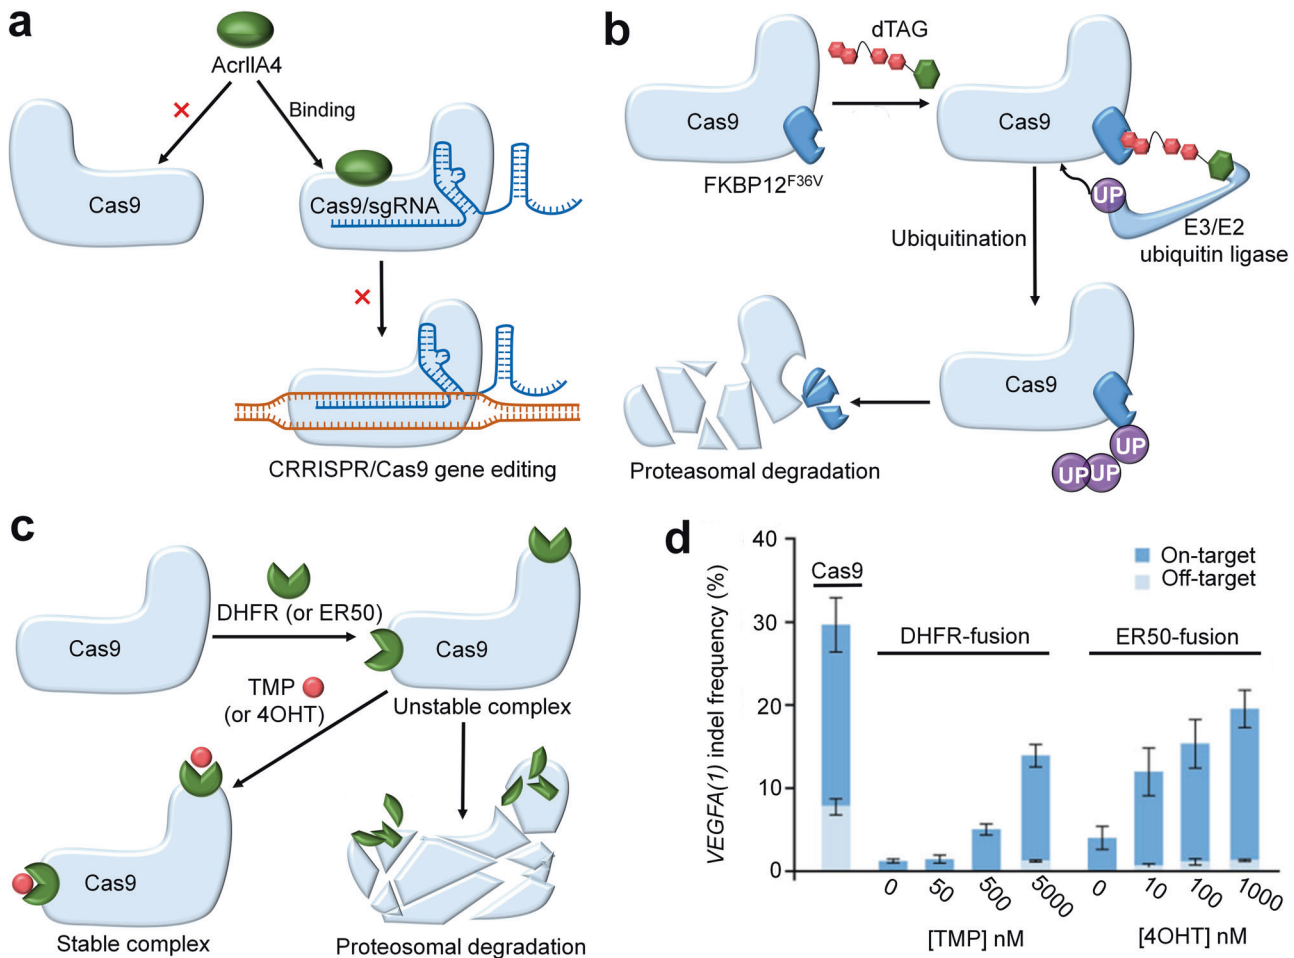 a
AcrIIA4
Binding
Cas9
Cas9/sgRNA
CRRISPR/Cas9 gene editing
b
dTAG
Cas9
Cas9
FKBP12F36V
UP
E3/E2
ubiquitin ligase
Ubiquitination
Cas9
UP
UP UP
Proteasomal degradation
c
DHFR (or ER50)
Cas9
Cas9
TMP
(or 4OHT)
Unstable complex
Cas9
Stable complex
Proteosomal degradation
d
VEGFA(1) indel frequency (%)
40
30
20
10
0
On-target
Off-target
Cas9
DHFR-fusion
ER50-fusion
0 50 500 5000
0 10 100 1000
[TMP] nM
[4OHT] nM